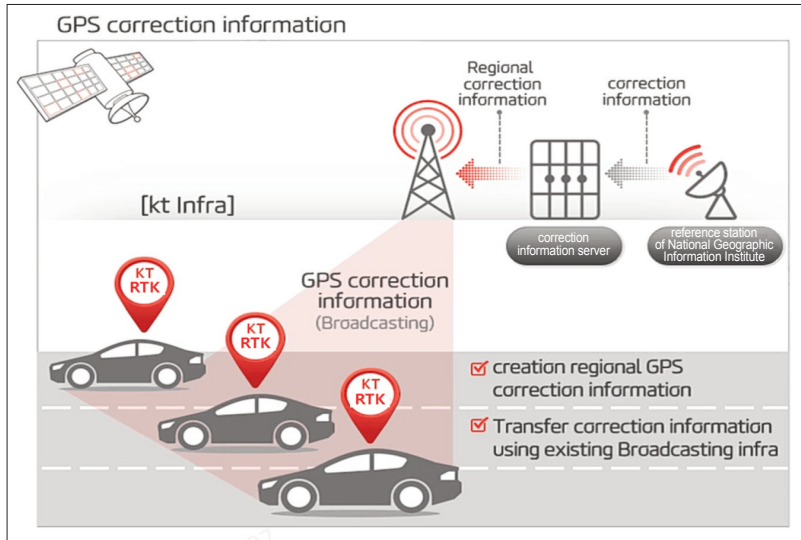 GPS correction information
Regional
correction
information
correction
information
[kt Infra]
correction
information server
reference station
of National Geographic
Information Institute
GPS correction
information
(Broadcasting)
KT
RTK
KT
RTK
KT
RTK
creation regional GPS
correction information
Transfer correction information
using existing Broadcasting infra